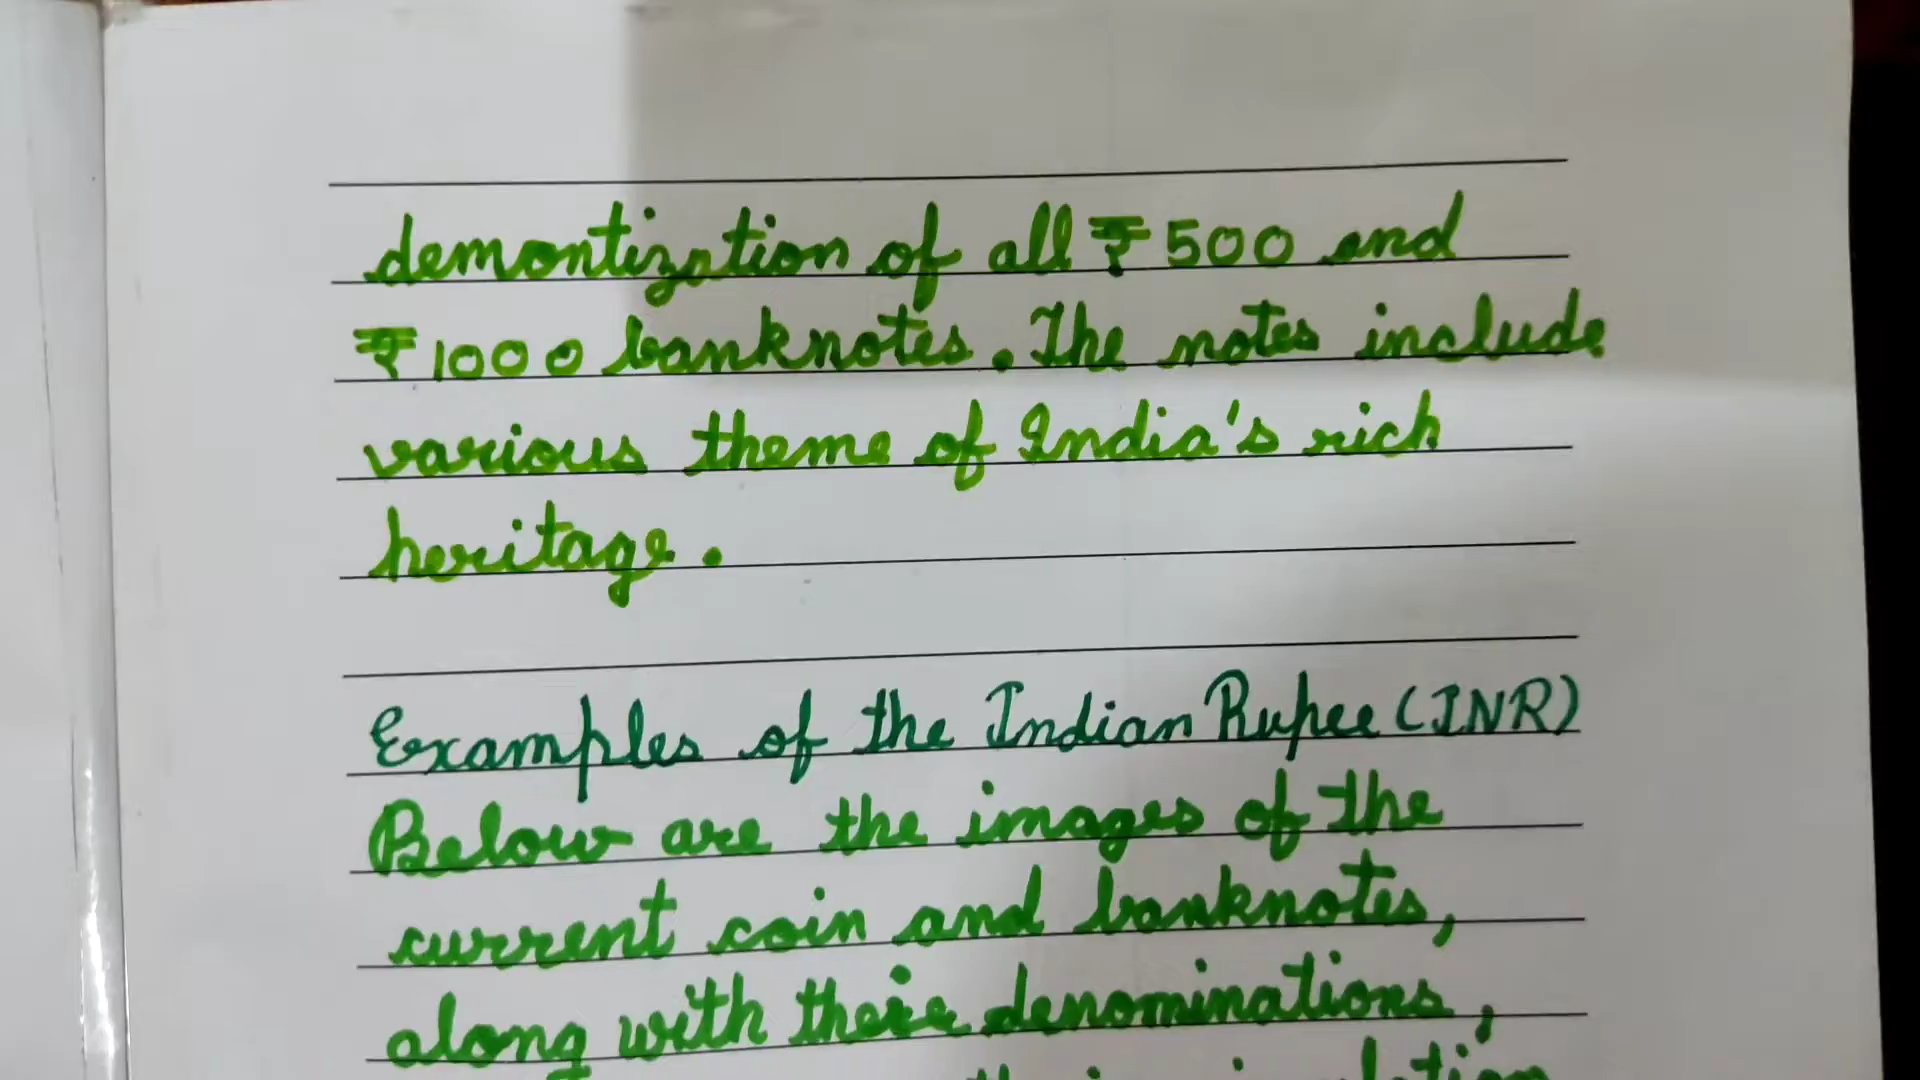 demontization of all ₹ 500 and
₹ 1000 banknotes. The notes include
various theme of India's rich
heritage.
Examples of the Indian Rupee (INR)
Below are the images of the
current coin and banknotes,
along with their denominations,